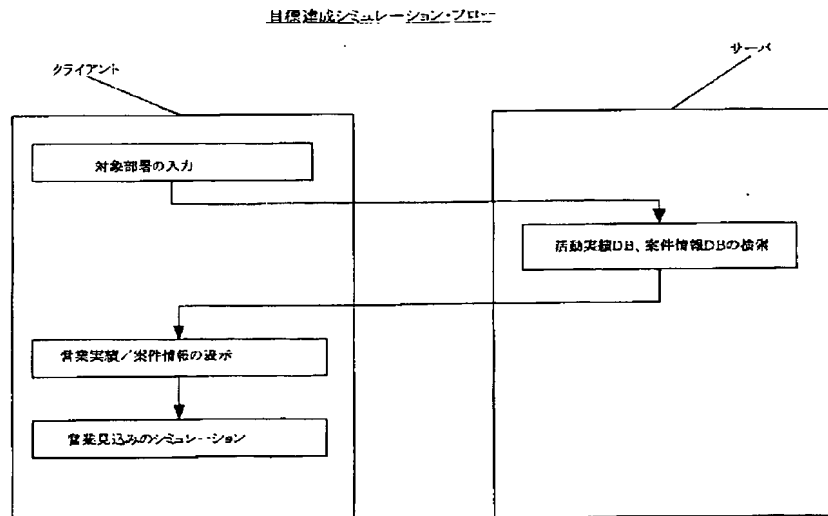 目標達成シミュレーション・フロー
クライアント
サーバ
対象部署の入力
活動実績DB、案件情報DBの検索
営業実績／案件情報の表示
営業見込みのシミュレーション